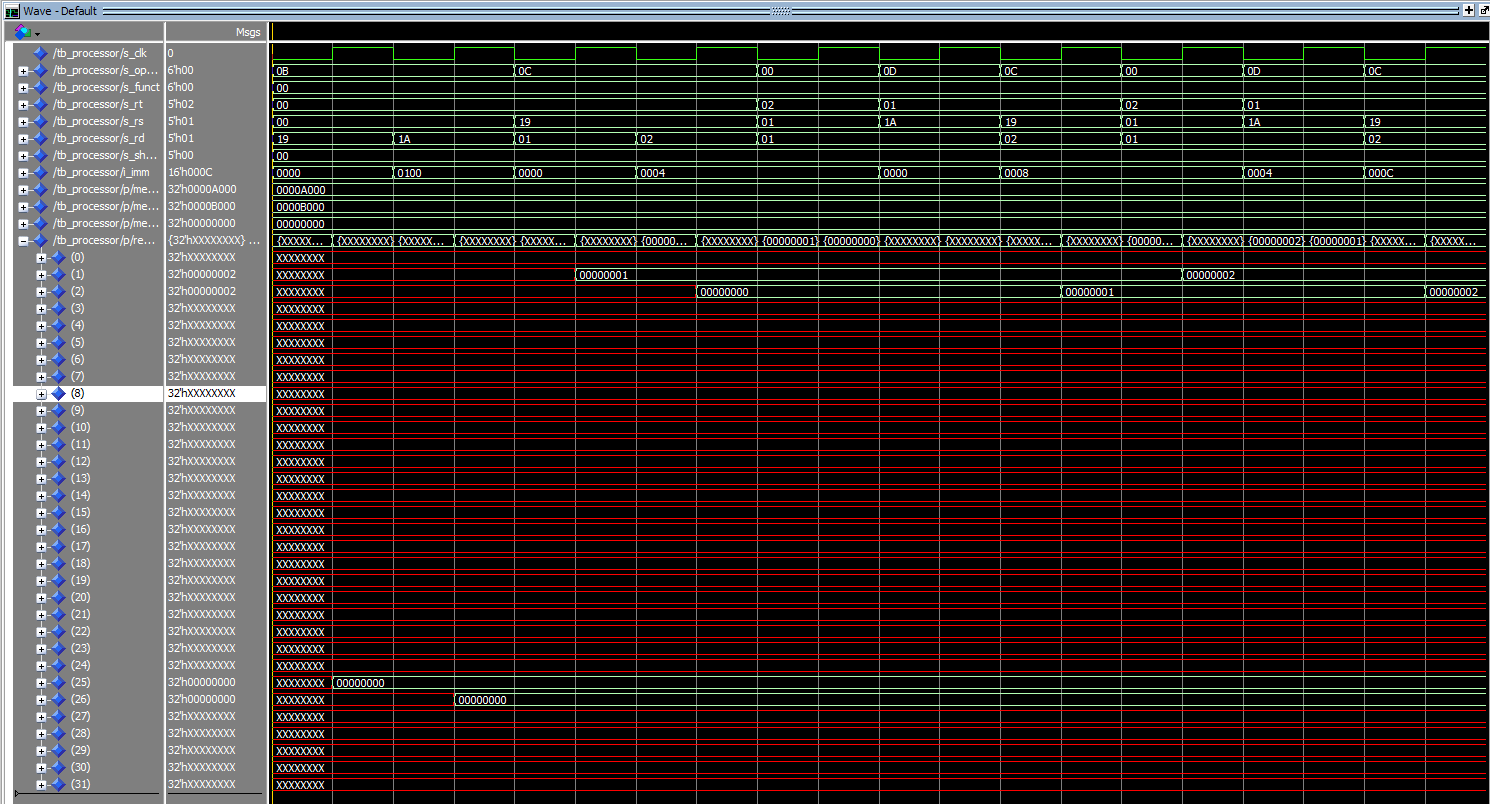 Wave - Default
Msgs
/tb_processor/s_clk 0
/tb_processor/s_op... 6'h00 0B 0C 00 0D 0C 00 0D 0C
/tb_processor/s_funct 6'h00 00
/tb_processor/s_rt 5'h02 00 02 01 02 01
/tb_processor/s_rs 5'h01 00 19 01 1A 19 01 1A 19
/tb_processor/s_rd 5'h01 19 1A 01 02 01 02 01 02
/tb_processor/s_sh... 5'h00 00
/tb_processor/i_imm 16'h000C 0000 0100 0000 0004 0000 0008 0004 000C
/tb_processor/p/me... 32'h0000A000 0000A000
/tb_processor/p/me... 32'h0000B000 0000B000
/tb_processor/p/me... 32'h00000000 00000000
/tb_processor/p/re... {32'hXXXXXXXX} ... {XXXXX... {XXXXXXXX} {XXXXX... {XXXXXXXX} {XXXXX... {XXXXXXXX} {00000... {XXXXXXXX} {00000001} {00000000} {XXXXXXXX} {XXXXXXXX} {XXXXX... {XXXXXXXX} {00000... {XXXXXXXX} {00000002} {00000001} {XXXXX... {XXXXX...
(0) 32'hXXXXXXXX XXXXXXXX
(1) 32'h00000002 XXXXXXXX 00000001 00000002
(2) 32'h00000002 XXXXXXXX 00000000 00000001 00000002
(3) 32'hXXXXXXXX XXXXXXXX
(4) 32'hXXXXXXXX XXXXXXXX
(5) 32'hXXXXXXXX XXXXXXXX
(6) 32'hXXXXXXXX XXXXXXXX
(7) 32'hXXXXXXXX XXXXXXXX
(8) 32'hXXXXXXXX XXXXXXXX
(9) 32'hXXXXXXXX XXXXXXXX
(10) 32'hXXXXXXXX XXXXXXXX
(11) 32'hXXXXXXXX XXXXXXXX
(12) 32'hXXXXXXXX XXXXXXXX
(13) 32'hXXXXXXXX XXXXXXXX
(14) 32'hXXXXXXXX XXXXXXXX
(15) 32'hXXXXXXXX XXXXXXXX
(16) 32'hXXXXXXXX XXXXXXXX
(17) 32'hXXXXXXXX XXXXXXXX
(18) 32'hXXXXXXXX XXXXXXXX
(19) 32'hXXXXXXXX XXXXXXXX
(20) 32'hXXXXXXXX XXXXXXXX
(21) 32'hXXXXXXXX XXXXXXXX
(22) 32'hXXXXXXXX XXXXXXXX
(23) 32'hXXXXXXXX XXXXXXXX
(24) 32'hXXXXXXXX XXXXXXXX
(25) 32'h00000000 XXXXXXXX 00000000
(26) 32'h00000000 XXXXXXXX 00000000
(27) 32'hXXXXXXXX XXXXXXXX
(28) 32'hXXXXXXXX XXXXXXXX
(29) 32'hXXXXXXXX XXXXXXXX
(30) 32'hXXXXXXXX XXXXXXXX
(31) 32'hXXXXXXXX XXXXXXXX